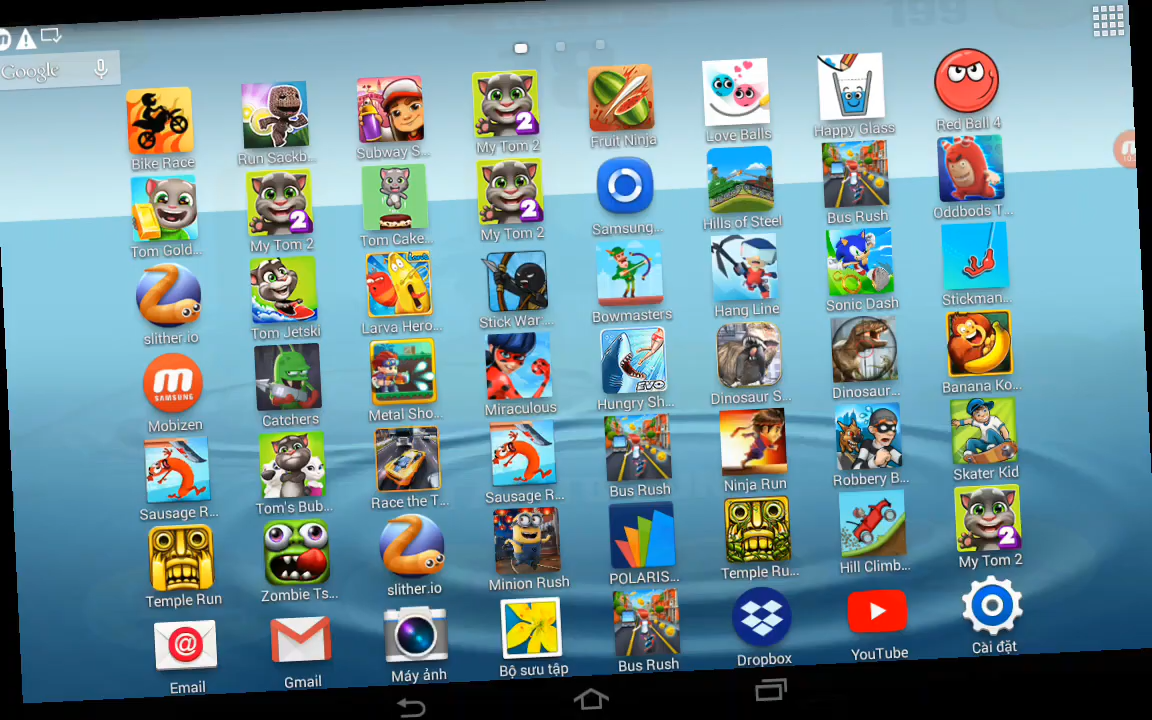 Google
Bike Race
Run Sackb...
Subway S...
My Tom 2
Fruit Ninja
Love Balls
Happy Glass
Red Ball 4
Tom Gold...
My Tom 2
Tom Cake...
My Tom 2
Samsung...
Hills of Steel
Bus Rush
Oddbods T...
slither.io
Tom Jetski
Larva Hero...
Stick War...
Bowmasters
Hang Line
Sonic Dash
Stickman...
SAMSUNG
Mobizen
Catchers
Metal Sho...
Miraculous
EVO
Hungry Sh...
Dinosaur S...
Dinosaur...
Banana Ko...
Sausage R...
Tom's Bub...
Race the T...
Sausage R...
Bus Rush
Ninja Run
Robbery B...
Skater Kid
Temple Run
Zombie Ts...
slither.io
Minion Rush
POLARIS...
Temple Ru...
Hill Climb...
My Tom 2
Email
Gmail
Máy ảnh
Bộ sưu tập
Bus Rush
Dropbox
YouTube
Cài đặt